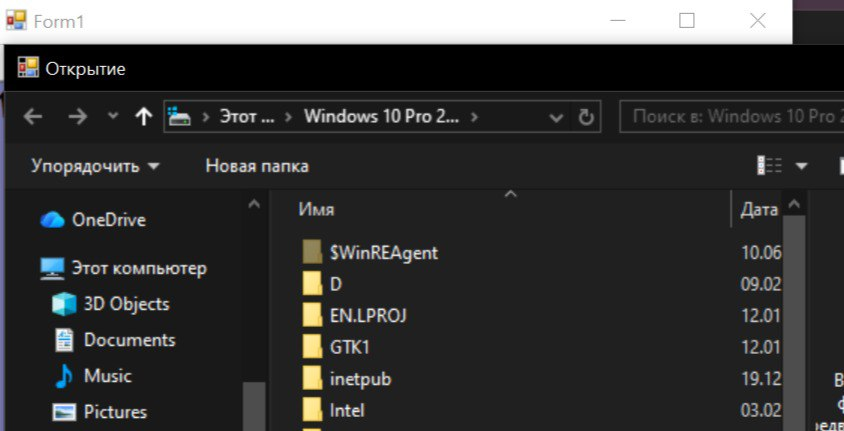 Form1
Открытие
Этот ... Windows 10 Pro 2... Поиск в: Windows 10 Pro 2
Упорядочить Новая папка
Имя Дата
OneDrive
$WinREAgent 10.06
Этот компьютер
D 09.02
3D Objects
EN.LPROJ 12.01
Documents
GTK1 12.01
Music
inetpub 19.12
Pictures
Intel 03.02